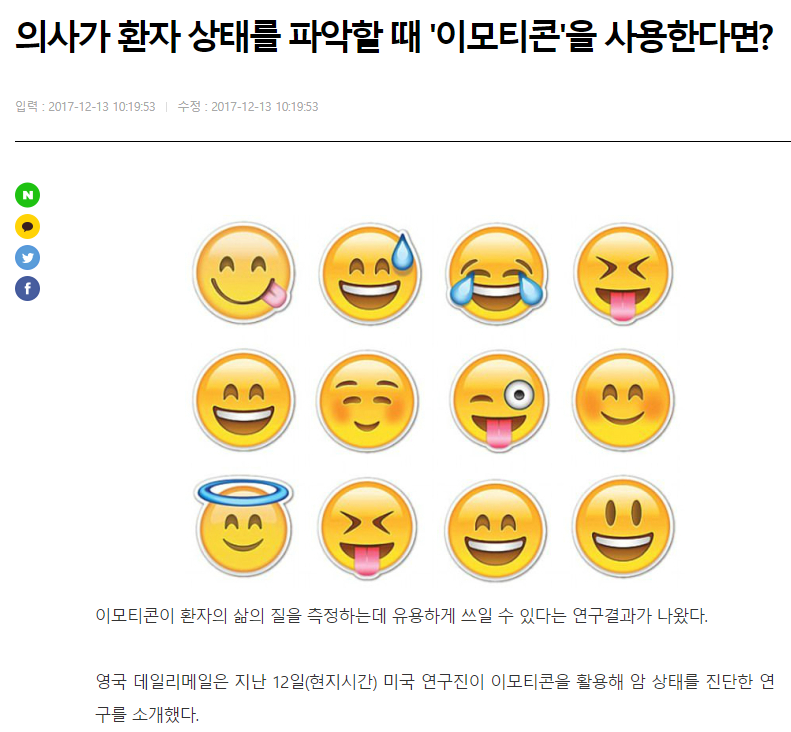 의사가 환자 상태를 파악할 때 '이모티콘'을 사용한다면?
입력 : 2017-12-13 10:19:53 | 수정 : 2017-12-13 10:19:53
N
f
이모티콘이 환자의 삶의 질을 측정하는데 유용하게 쓰일 수 있다는 연구결과가 나왔다.
영국 데일리메일은 지난 12일(현지시간) 미국 연구진이 이모티콘을 활용해 암 상태를 진단한 연
구를 소개했다.